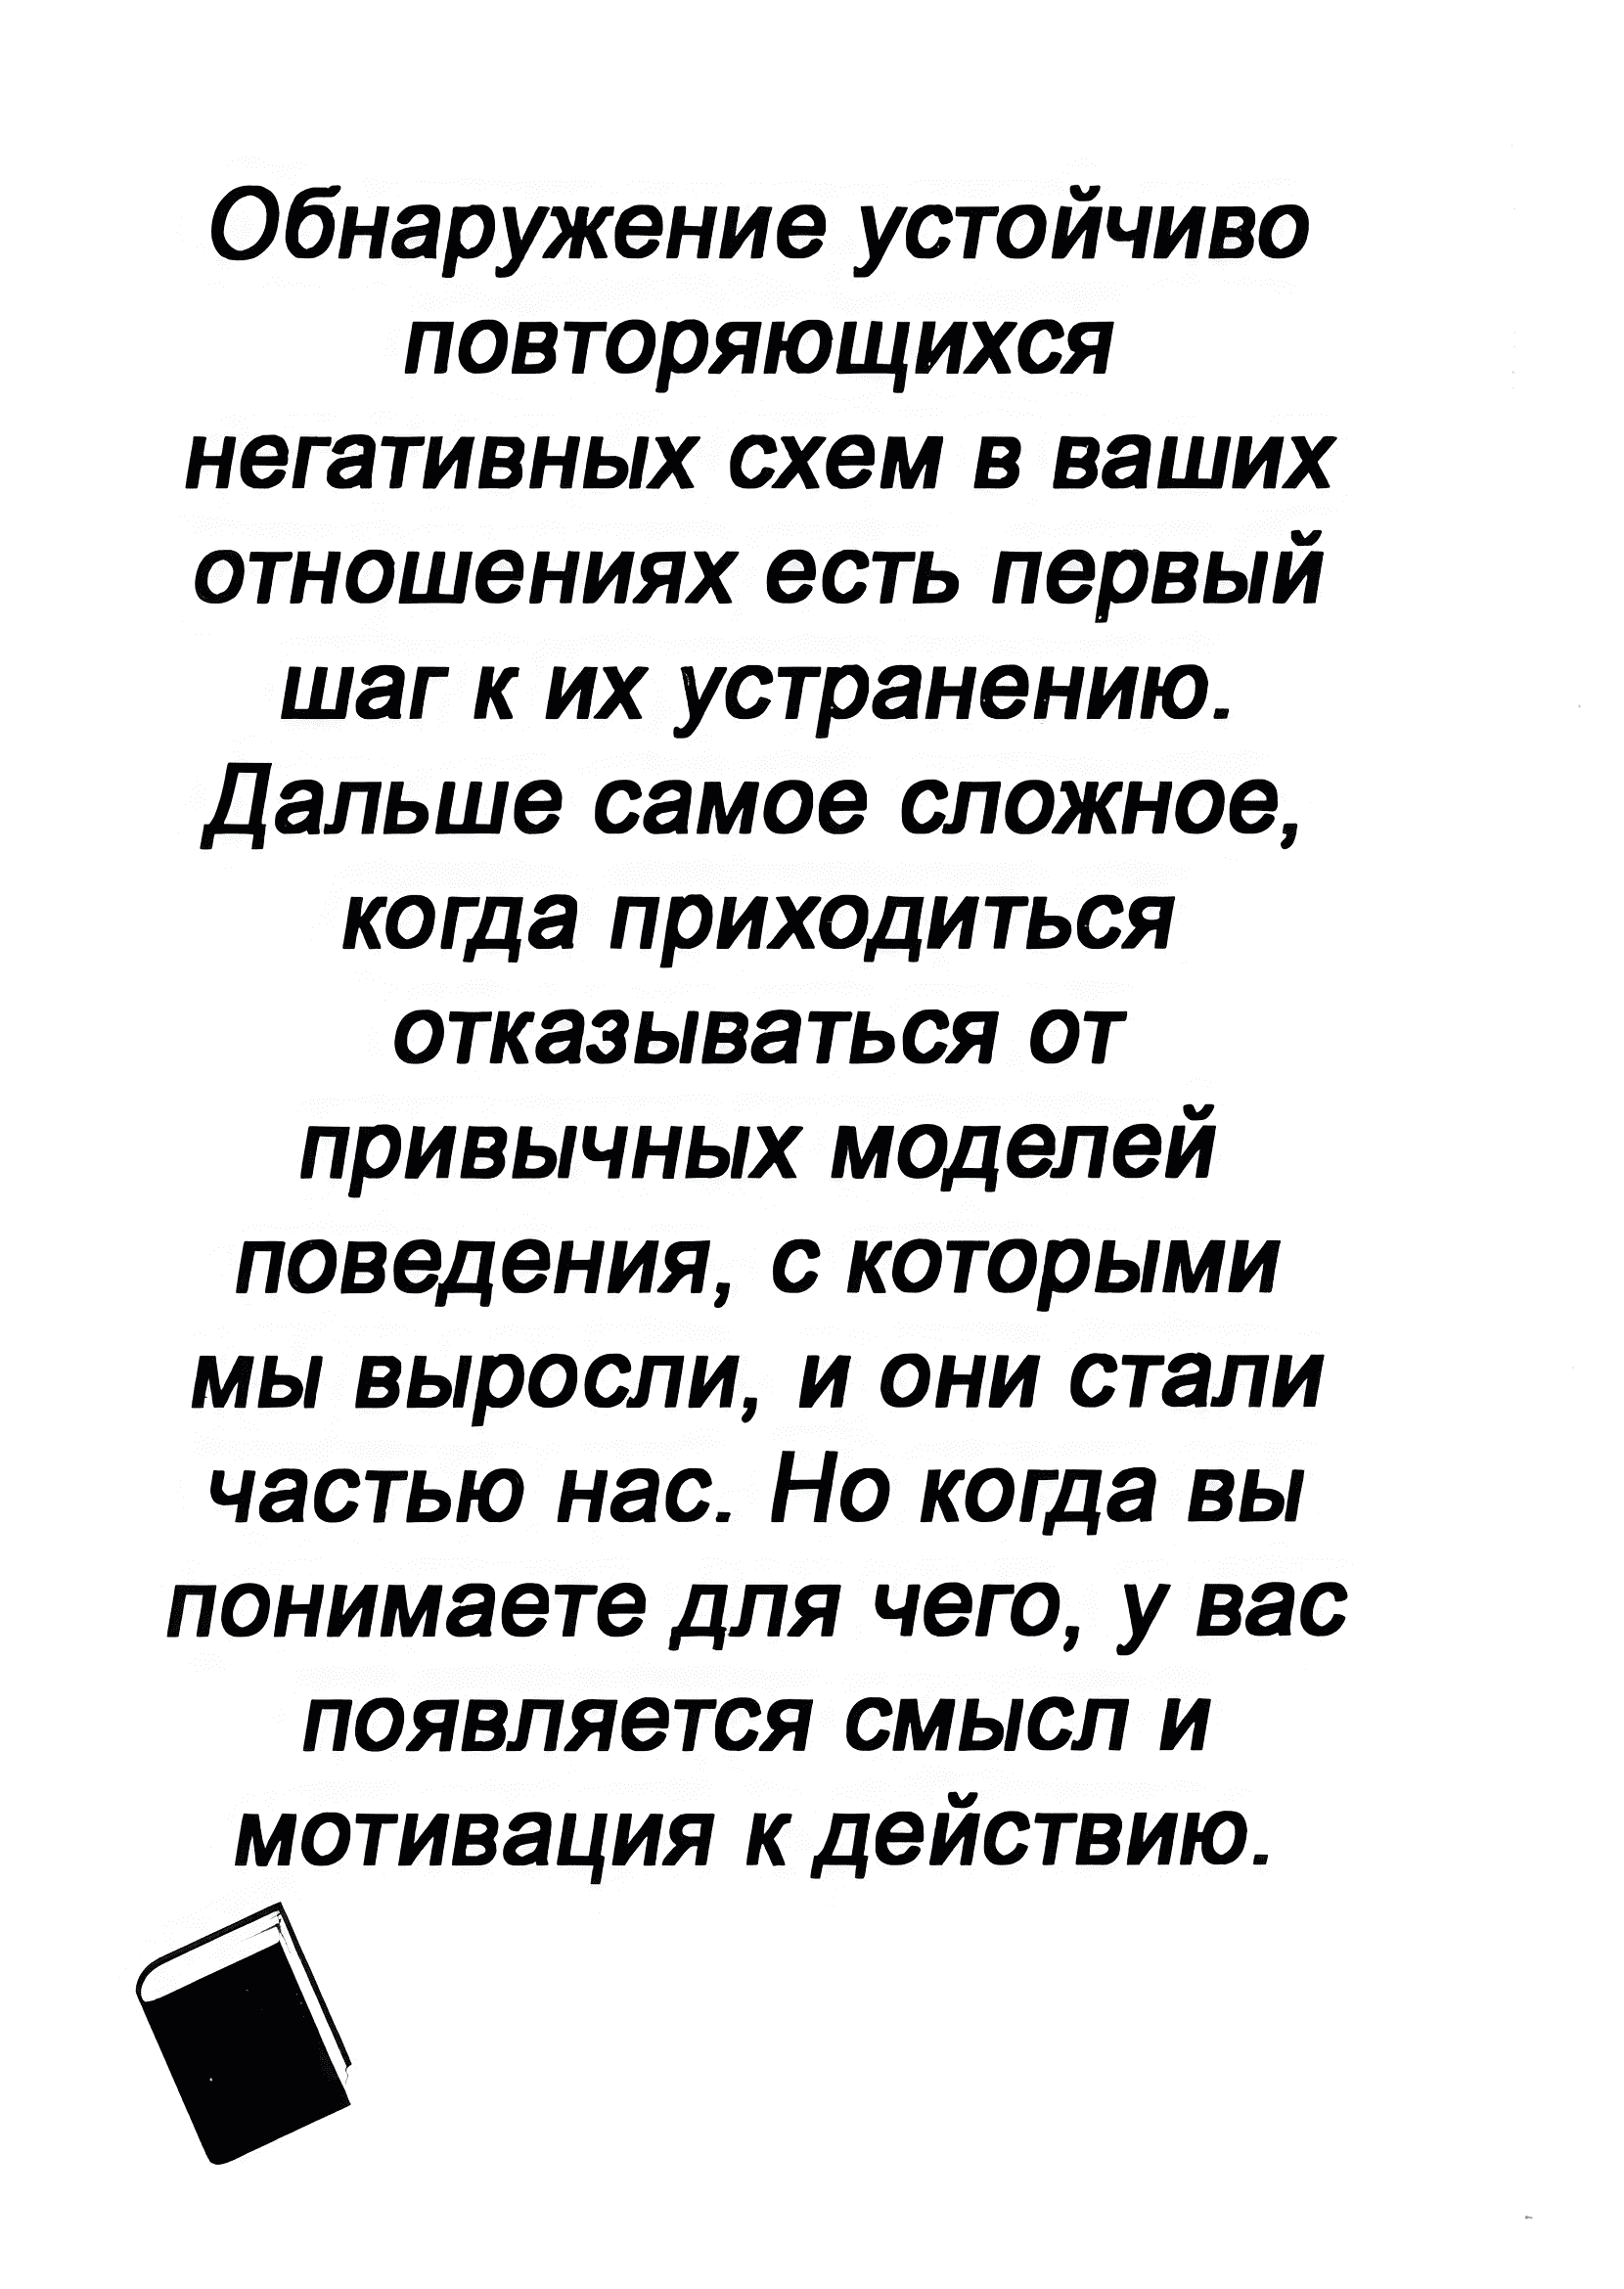 Обнаружение устойчиво
повторяющихся
негативных схем в ваших
отношениях есть первый
шаг к их устранению.
Дальше самое сложное,
когда приходиться
отказываться от
привычных моделей
поведения, с которыми
мы выросли, и они стали
частью нас. Но когда вы
понимаете для чего, у вас
появляется смысл и
мотивация к действию.